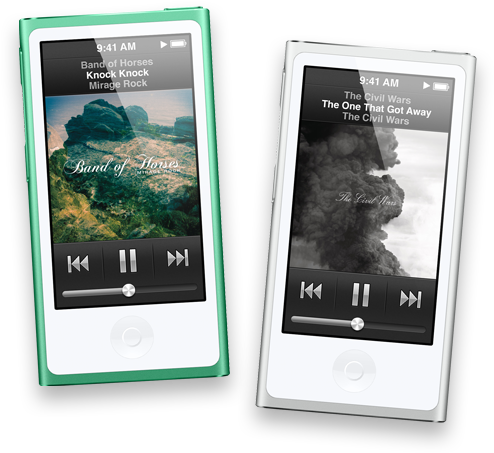 9:41 AM
Band of Horses
Knock Knock
Mirage Rock
Band of Horses
MIRAGE ROCK
9:41 AM
The Civil Wars
The One That Got Away
The Civil Wars
The Civil Wars